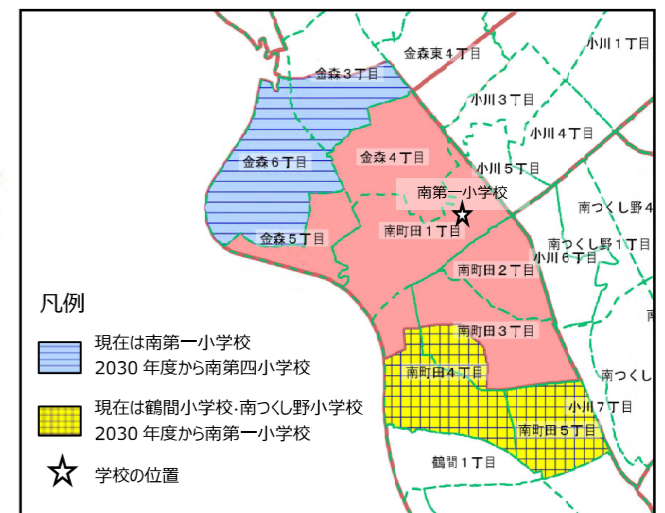 小川1丁目
金森東4丁目
金森3丁目
小川3丁目
小川4丁目
金森4丁目
金森6丁目
小川5丁目
南第一小学校
南つくし野4
南町田1丁目
金森5丁目
南つくし野1丁目
小川6丁目
南町田2丁目
凡例
南町田3丁目
現在は南第一小学校
2030年度から南第四小学校
南町田4丁目
南つくし
小川7丁目
現在は鶴間小学校・南つくし野小学校
2030年度から南第一小学校
南町田5丁目
鶴間1丁目
学校の位置